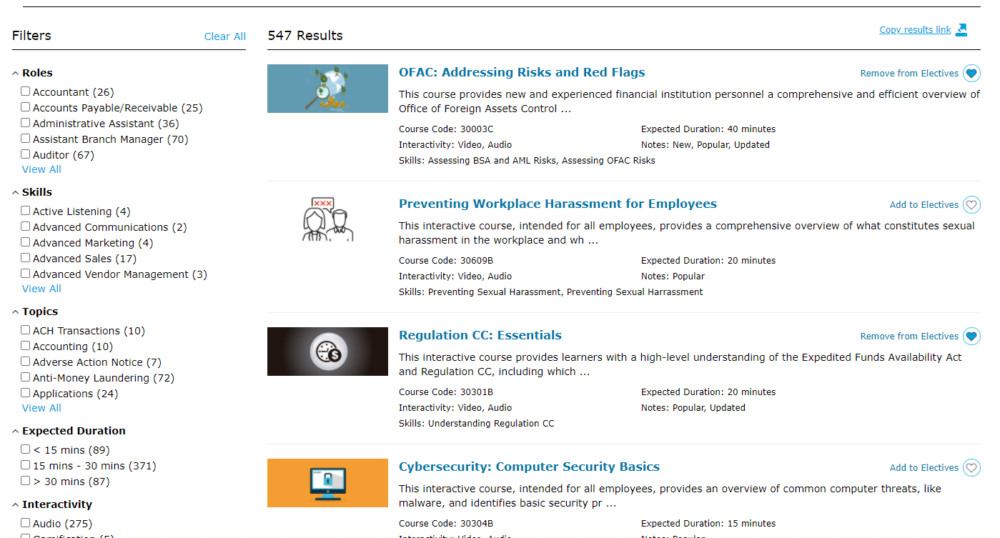 Filters
Clear All
Roles
Accountant (26)
Accounts Payable/Receivable (25)
Administrative Assistant (36)
Assistant Branch Manager (70)
Auditor (67)
View All
Skills
Active Listening (4)
Advanced Communications (2)
Advanced Marketing (4)
Advanced Sales (17)
Advanced Vendor Management (3)
View All
Topics
ACH Transactions (10)
Accounting (10)
Adverse Action Notice (7)
Anti-Money Laundering (72)
Applications (24)
View All
Expected Duration
< 15 mins (89)
15 mins - 30 mins (371)
> 30 mins (87)
Interactivity
Audio (275)
Gamification (5)
547 Results
Copy results link
OFAC: Addressing Risks and Red Flags
Remove from Electives
This course provides new and experienced financial institution personnel a comprehensive and efficient overview of
Office of Foreign Assets Control ...
Course Code: 30003C
Expected Duration: 40 minutes
Interactivity: Video, Audio
Notes: New, Popular, Updated
Skills: Assessing BSA and AML Risks, Assessing OFAC Risks
XXX
Preventing Workplace Harassment for Employees
Add to Electives
This interactive course, intended for all employees, provides a comprehensive overview of what constitutes sexual
harassment in the workplace and wh ...
Course Code: 30609B
Expected Duration: 20 minutes
Interactivity: Video, Audio
Notes: Popular
Skills: Preventing Sexual Harassment, Preventing Sexual Harrassment
$
Regulation CC: Essentials
Remove from Electives
This interactive course provides learners with a high-level understanding of the Expedited Funds Availability Act
and Regulation CC, including which ...
Course Code: 30301B
Expected Duration: 20 minutes
Interactivity: Video, Audio
Notes: Popular, Updated
Skills: Understanding Regulation CC
Cybersecurity: Computer Security Basics
Add to Electives
This interactive course, intended for all employees, provides an overview of common computer threats, like
malware, and identifies basic security pr ...
Course Code: 30304B
Expected Duration: 15 minutes
Interactivity: Video, Audio
Notes: Popular